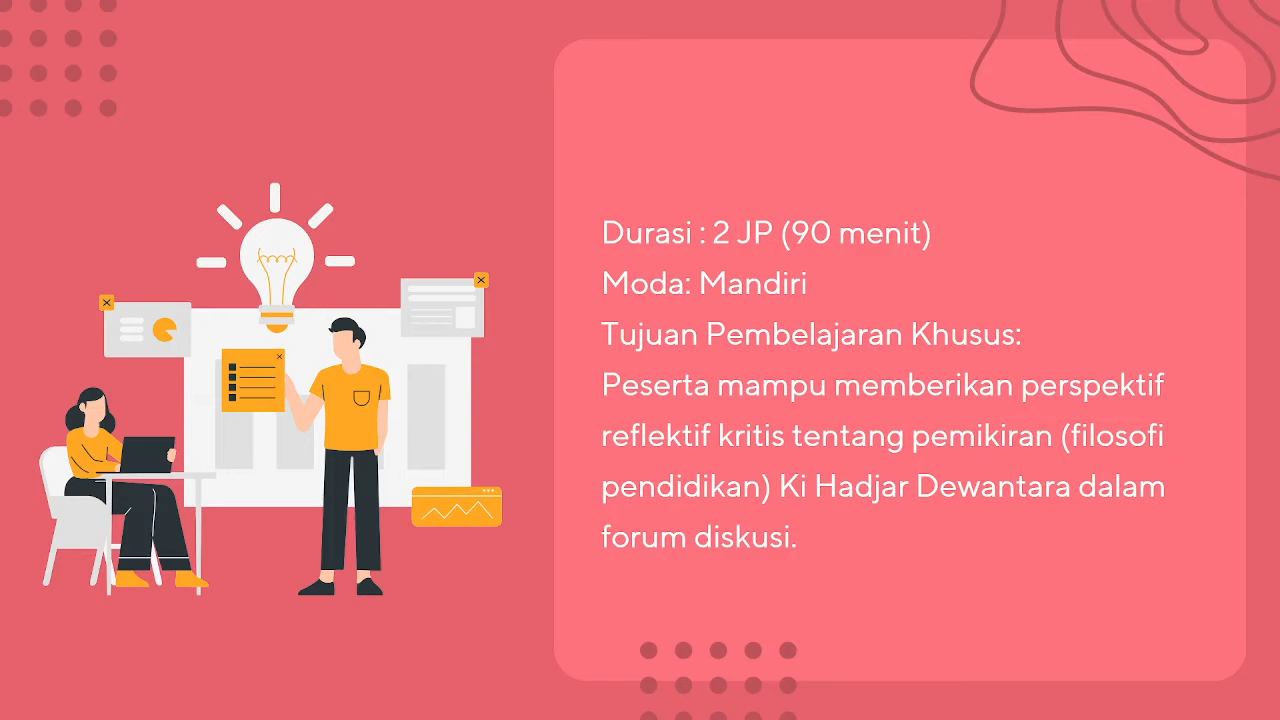 Durasi : 2 JP (90 menit)
Moda: Mandiri
Tujuan Pembelajaran Khusus:
Peserta mampu memberikan perspektif
reflektif kritis tentang pemikiran (filosofi
pendidikan) Ki Hadjar Dewantara dalam
forum diskusi.